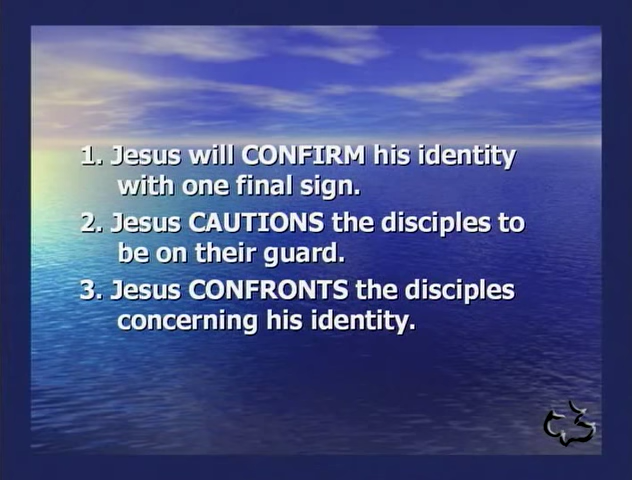 1. Jesus will CONFIRM his identity
with one final sign.
2. Jesus CAUTIONS the disciples to
be on their guard.
3. Jesus CONFRONTS the disciples
concerning his identity.